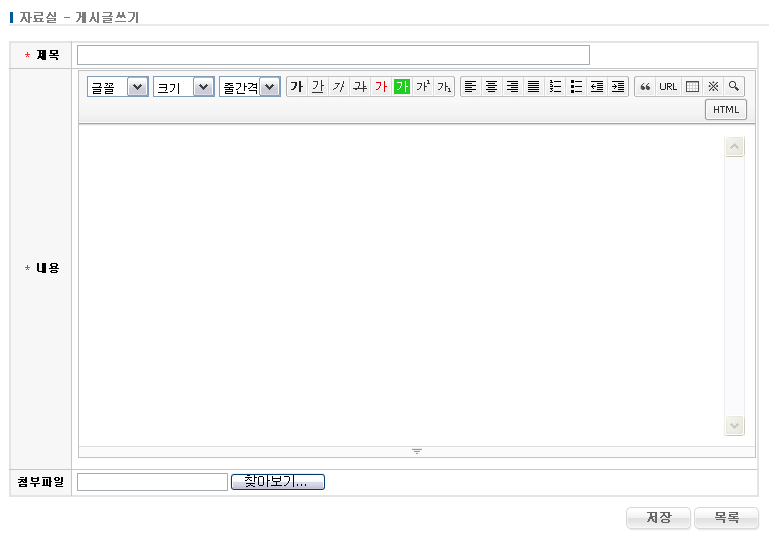 자료실 - 게시글쓰기
* 제목
글꼴 크기 줄간격 가 가 가 가 가 가 가¹ 가₁ “ URL ※
HTML
* 내용
첨부파일 찾아보기...
저장 목록